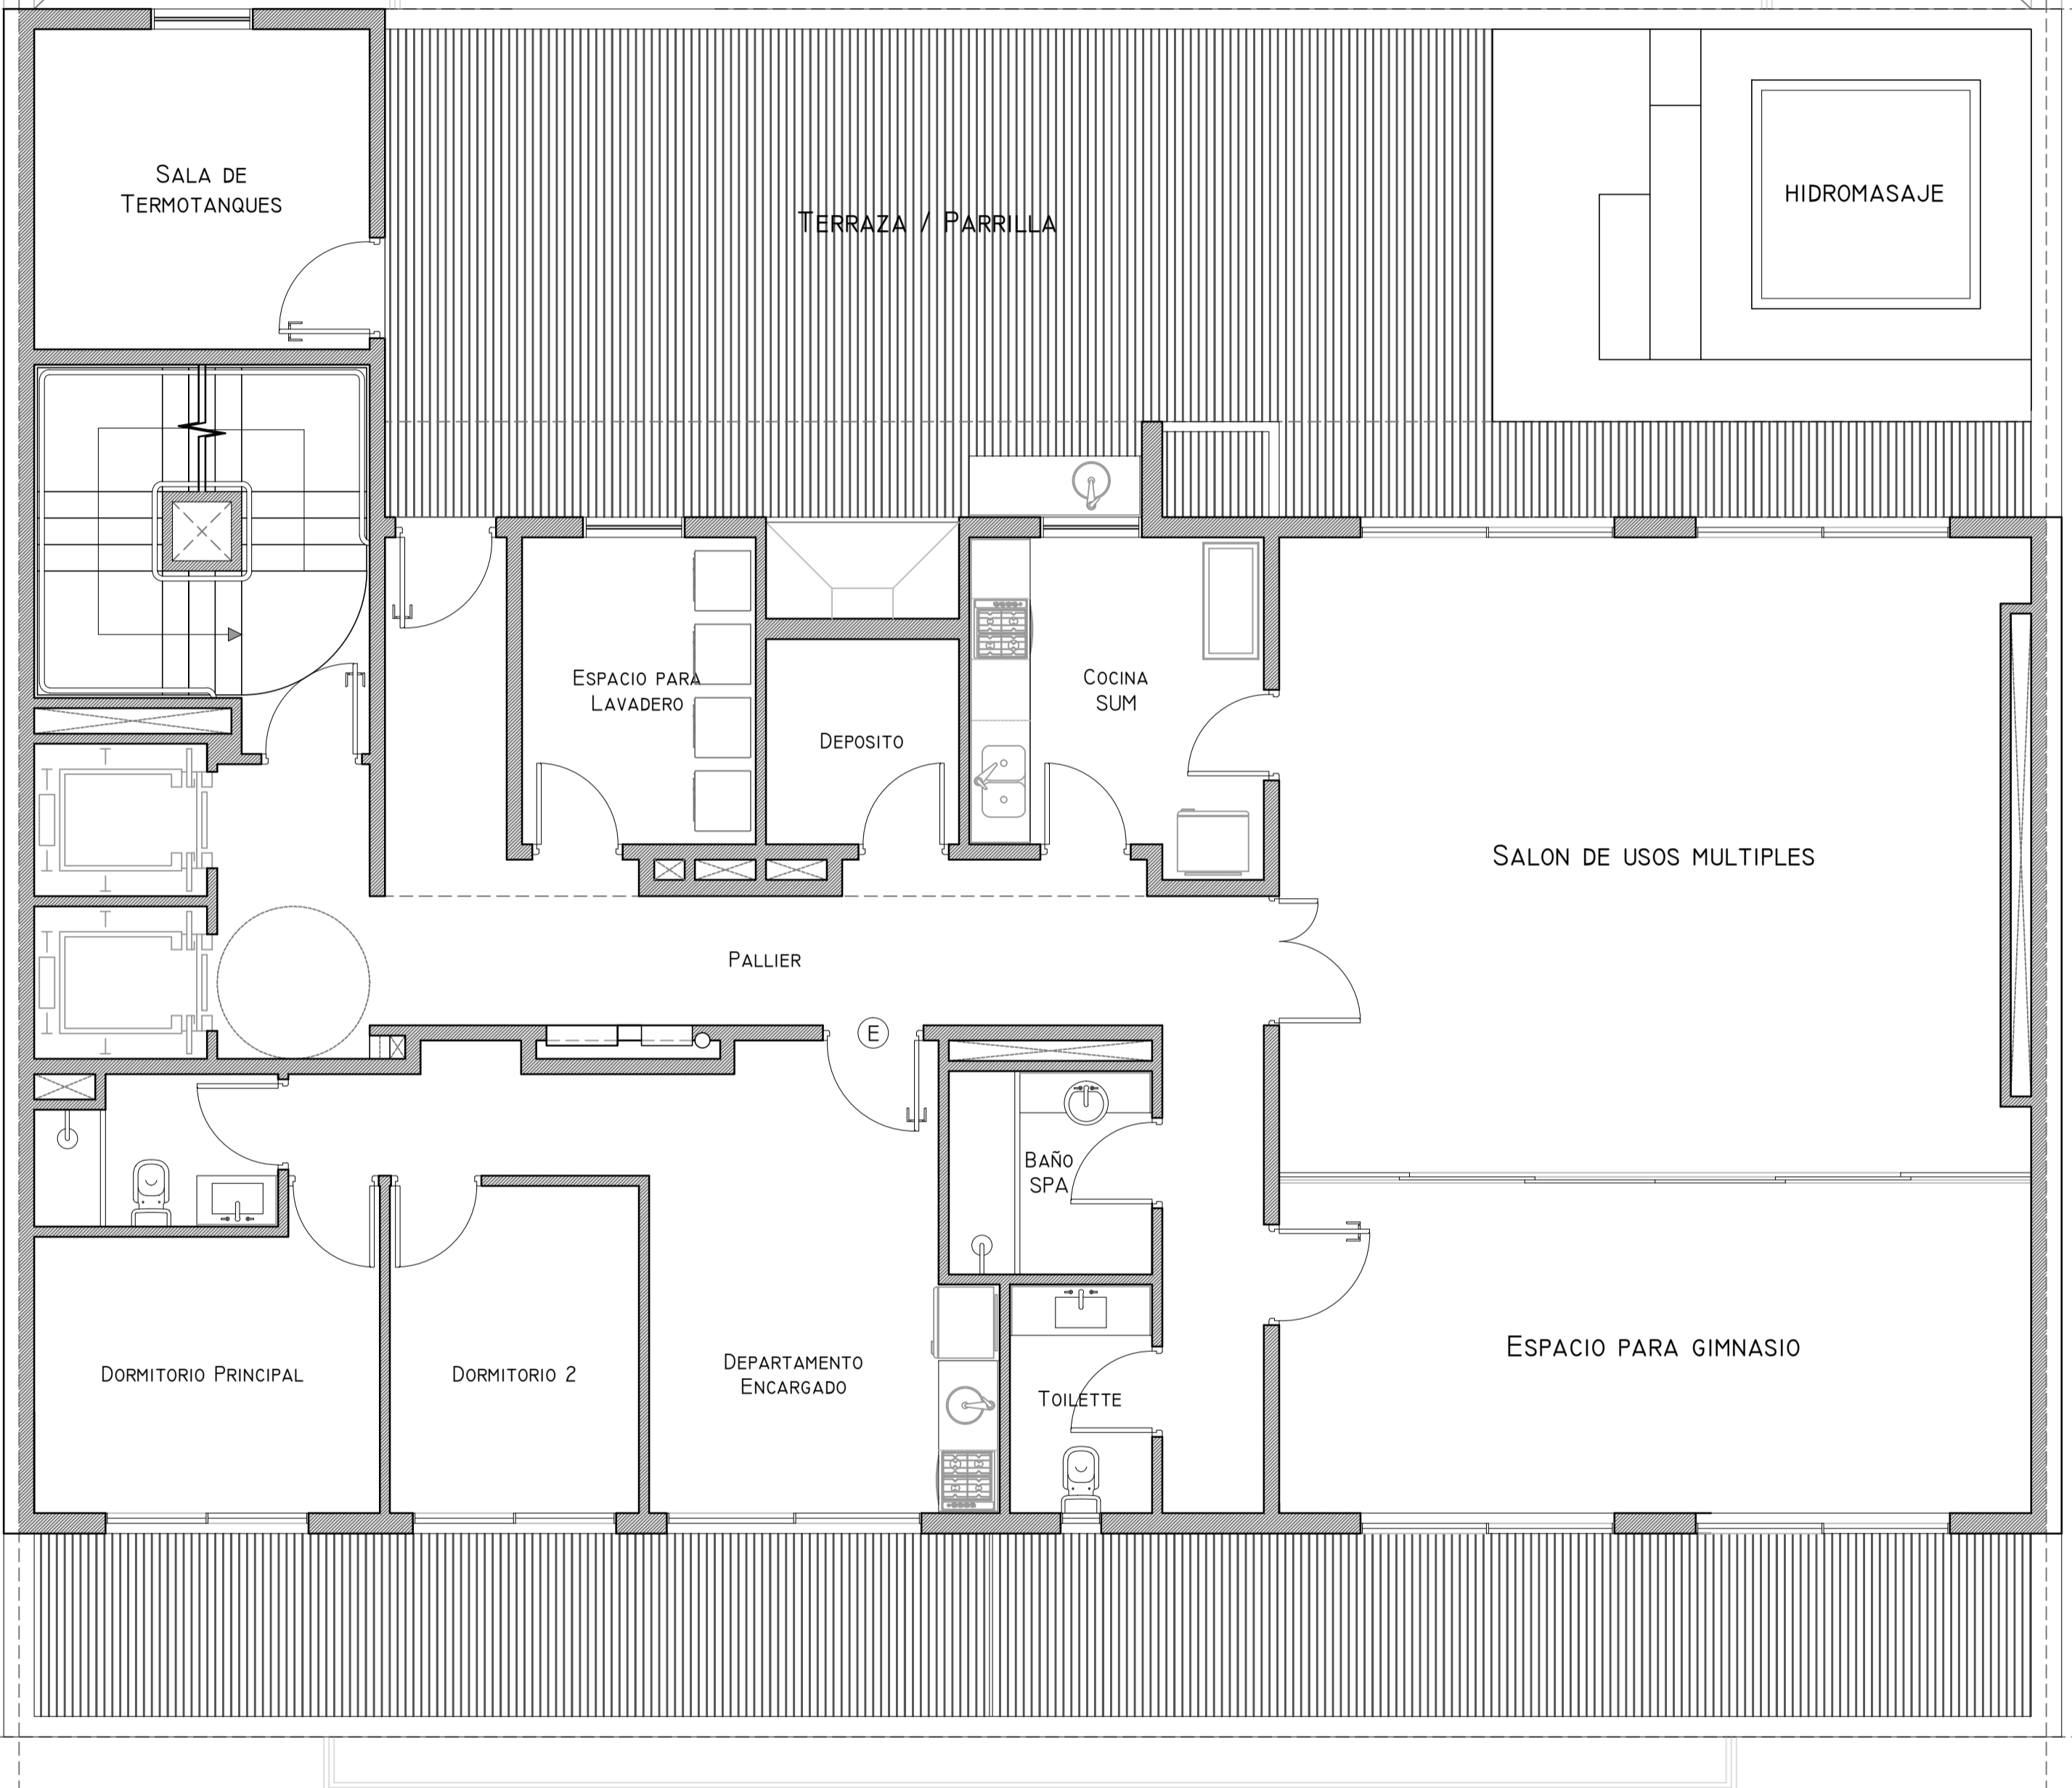 SALA DE
TERMOTANQUES
TERRAZA / PARRILLA
HIDROMASAJE
ESPACIO PARA
LAVADERO
DEPOSITO
COCINA
SUM
SALON DE USOS MULTIPLES
PALLIER
E
BAÑO
SPA
DORMITORIO PRINCIPAL
DORMITORIO 2
DEPARTAMENTO
ENCARGADO
TOILETTE
ESPACIO PARA GIMNASIO